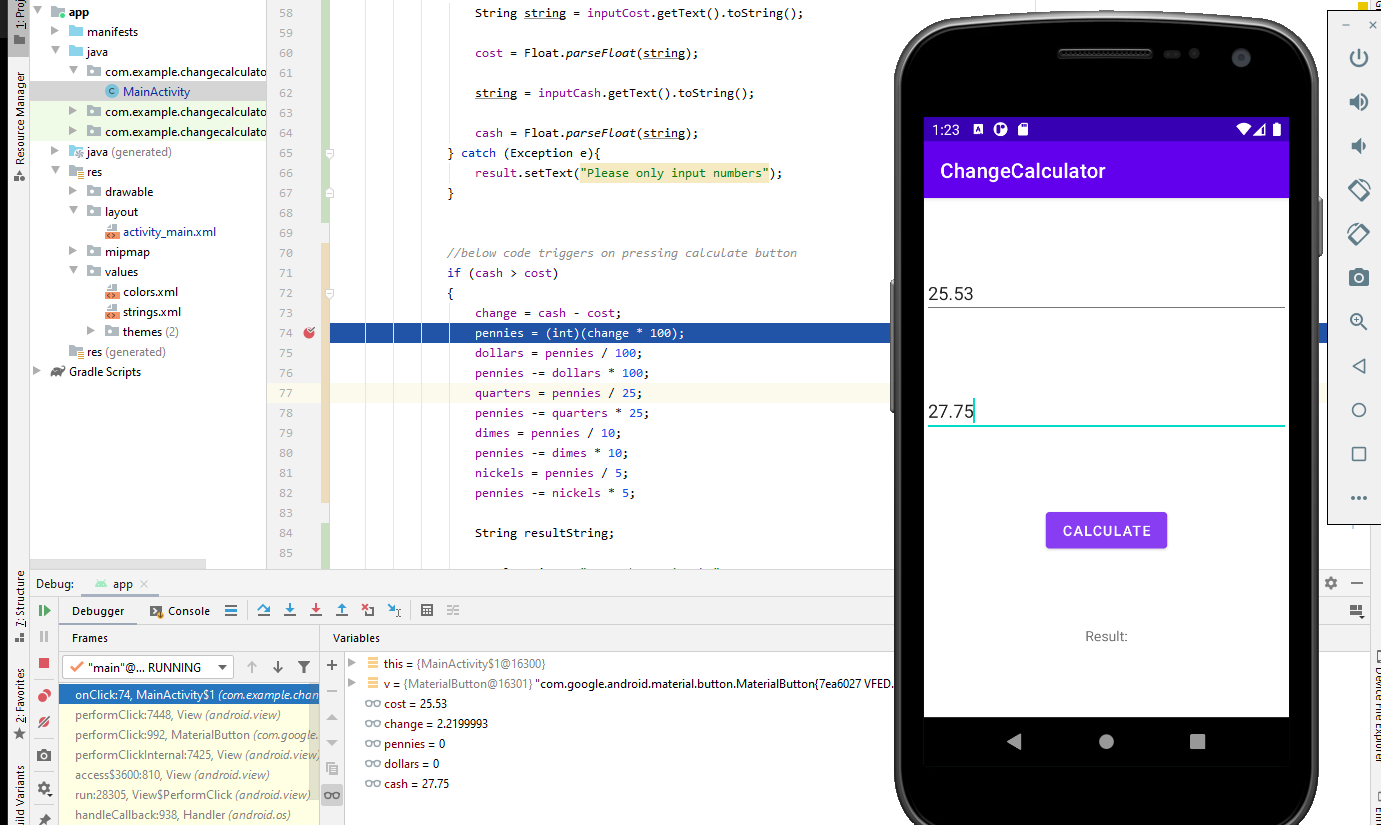 1: Proj
Resource Manager
7: Structure
2: Favorites
ild Variants
app
manifests
java
com.example.changecalculato
MainActivity
com.example.changecalculato
com.example.changecalculato
java (generated)
res
drawable
layout
activity_main.xml
mipmap
values
colors.xml
strings.xml
themes (2)
res (generated)
Gradle Scripts
58 String string = inputCost.getText().toString();
59
60 cost = Float.parseFloat(string);
61
62 string = inputCash.getText().toString();
63
64 cash = Float.parseFloat(string);
65 } catch (Exception e){
66 result.setText("Please only input numbers");
67 }
68
69
70 //below code triggers on pressing calculate button
71 if (cash > cost)
72 {
73 change = cash - cost;
74 pennies = (int)(change * 100);
75 dollars = pennies / 100;
76 pennies -= dollars * 100;
77 quarters = pennies / 25;
78 pennies -= quarters * 25;
79 dimes = pennies / 10;
80 pennies -= dimes * 10;
81 nickels = pennies / 5;
82 pennies -= nickels * 5;
83
84 String resultString;
85
1:23
ChangeCalculator
25.53
27.75
CALCULATE
Result:
Debug: app
Debugger Console
Frames
"main"@... RUNNING
onClick:74, MainActivity$1 (com.example.chan
performClick:7448, View (android.view)
performClick:992, MaterialButton (com.google.
performClickInternal:7425, View (android.view)
access$3600:810, View (android.view)
run:28305, View$PerformClick (android.view)
handleCallback:938, Handler (android.os)
Variables
this = {MainActivity$1@16300}
v = {MaterialButton@16301} "com.google.android.material.button.MaterialButton{7ea6027 VFED.
cost = 25.53
change = 2.2199993
pennies = 0
dollars = 0
cash = 27.75
Device File Explorer